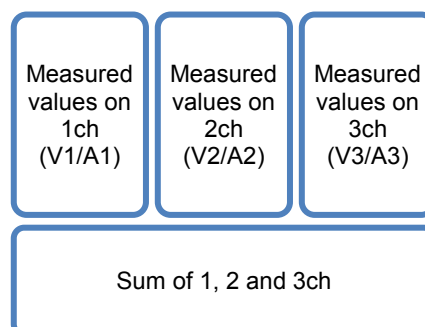 Measured
values on
1ch
(V1/A1)
Measured
values on
2ch
(V2/A2)
Measured
values on
3ch
(V3/A3)
Sum of 1, 2 and 3ch